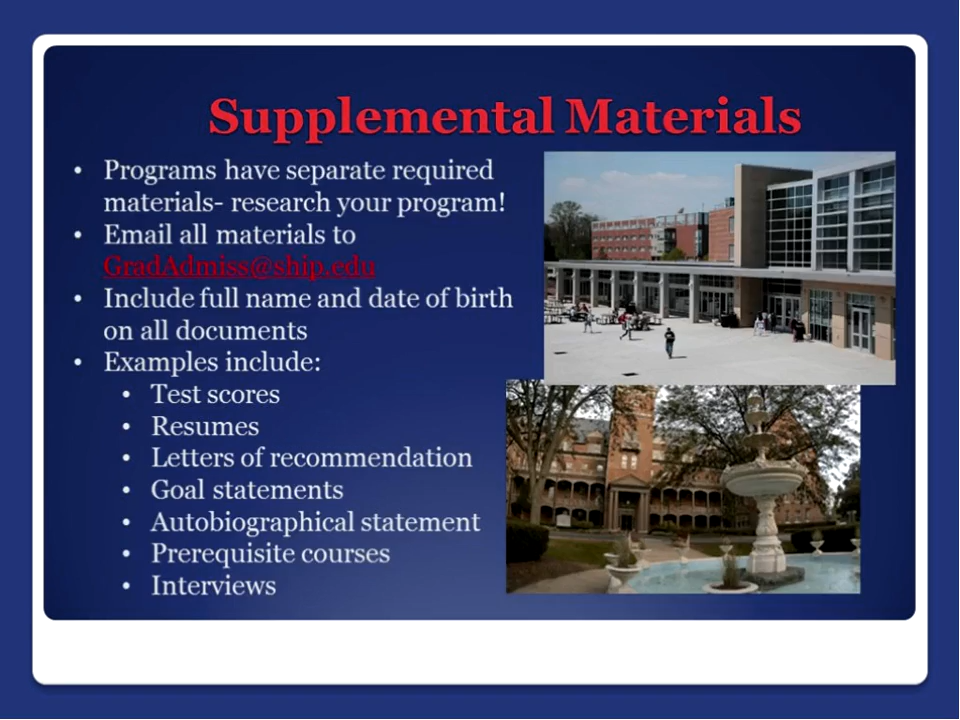 Supplemental Materials
• Programs have separate required
materials- research your program!
• Email all materials to
GradAdmiss@ship.edu
• Include full name and date of birth
on all documents
• Examples include:
• Test scores
• Resumes
• Letters of recommendation
• Goal statements
• Autobiographical statement
• Prerequisite courses
• Interviews